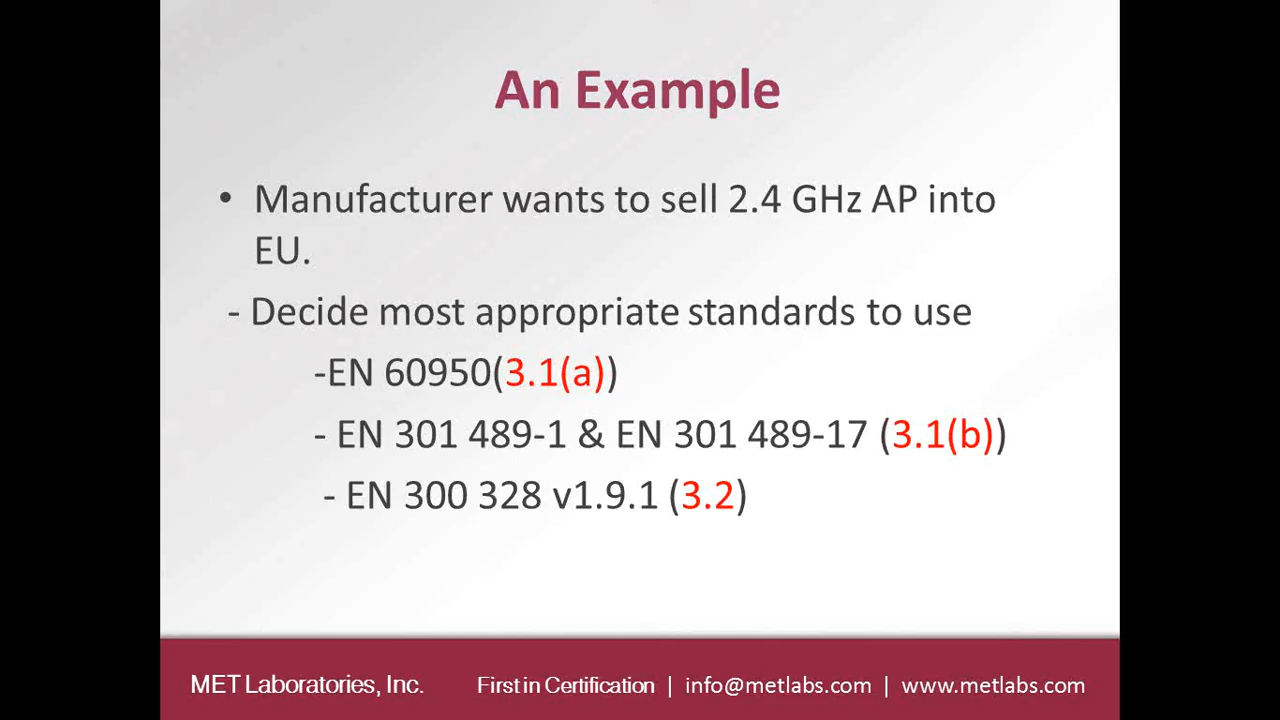 An Example
• Manufacturer wants to sell 2.4 GHz AP into
EU.
- Decide most appropriate standards to use
-EN 60950(3.1(a))
- EN 301 489-1 & EN 301 489-17 (3.1(b))
- EN 300 328 v1.9.1 (3.2)
MET Laboratories, Inc. First in Certification | info@metlabs.com | www.metlabs.com